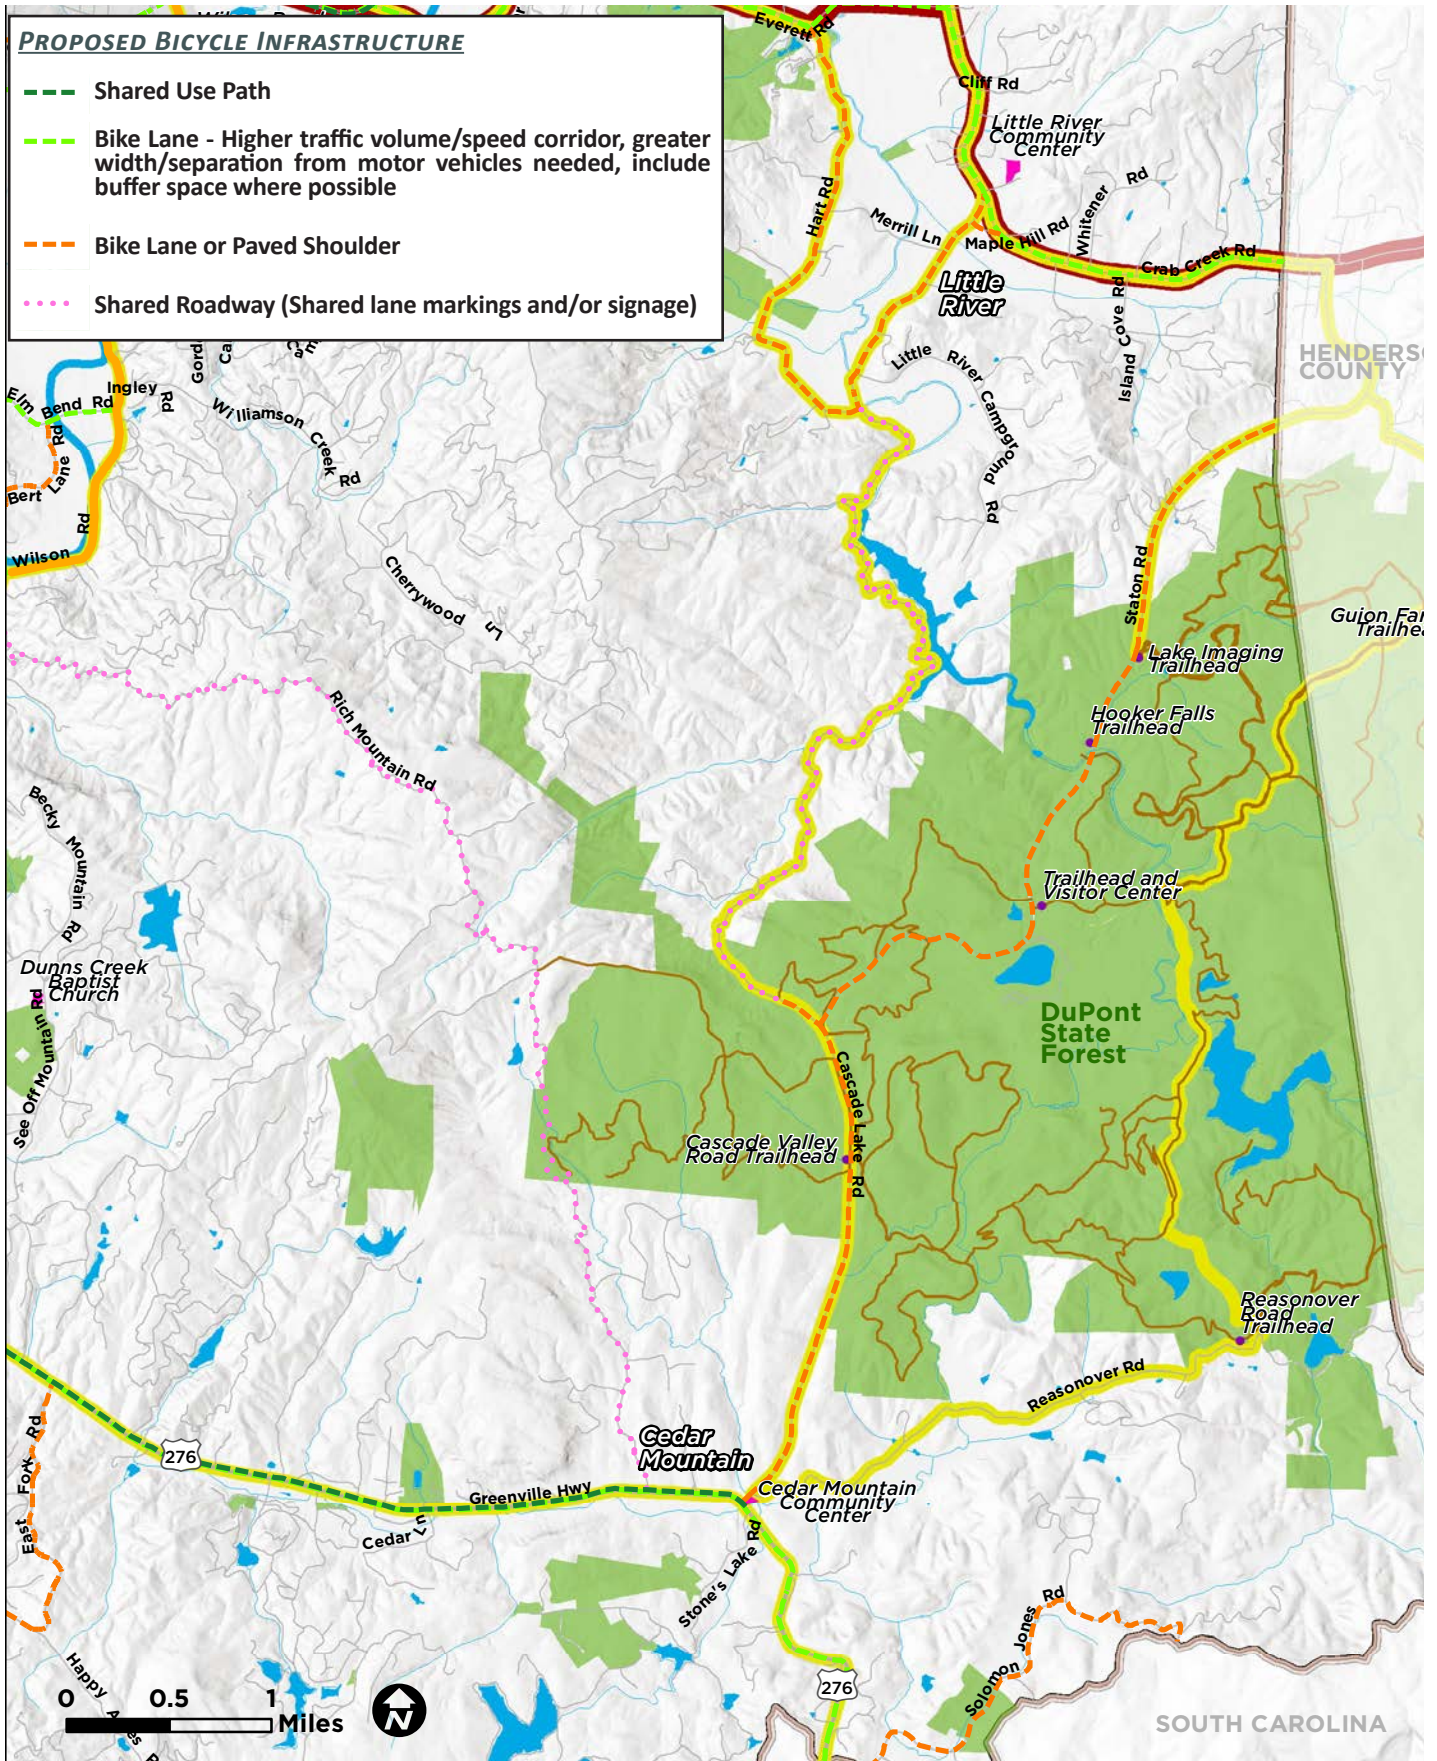 PROPOSED BICYCLE INFRASTRUCTURE
Shared Use Path
Bike Lane - Higher traffic volume/speed corridor, greater
width/separation from motor vehicles needed, include
buffer space where possible
Bike Lane or Paved Shoulder
Shared Roadway (Shared lane markings and/or signage)
Everett Rd
Cliff Rd
Little River
Community
Center
Hart Rd
Merrill Ln
Maple Hill Rd
Whitener Rd
Crab Creek Rd
Little
River
Island Cove Rd
HENDERS
COUNTY
Little River Campground Rd
Elm Bend Rd
Ingley Rd
Gord
Ca
Williamson Creek Rd
Bert Lane Rd
Wilson Rd
Cherrywood Ln
Staton Rd
Guion Far
Trailhea
Lake Imaging
Trailhead
Hooker Falls
Trailhead
Rich Mountain Rd
Becky Mountain Rd
Trailhead and
Visitor Center
Dunns Creek
Baptist
Church
See Off Mountain Rd
DuPont
State
Forest
Cascade Lake Rd
Cascade Valley
Road Trailhead
Reasonover
Road
Trailhead
Reasonover Rd
East Fork Rd
276
Cedar
Mountain
Greenville Hwy
Cedar Ln
Cedar Mountain
Community
Center
Stone's Lake Rd
Solomon Jones Rd
Happy Acres R
276
0 0.5 1
Miles
N
SOUTH CAROLINA